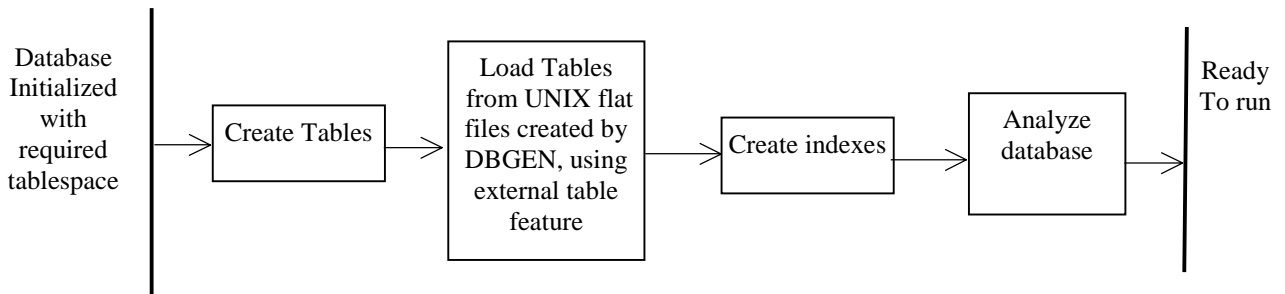 Database
Initialized
with
required
tablespace
Create Tables
Load Tables
from UNIX flat
files created by
DBGEN, using
external table
feature
Create indexes
Analyze
database
Ready
To run